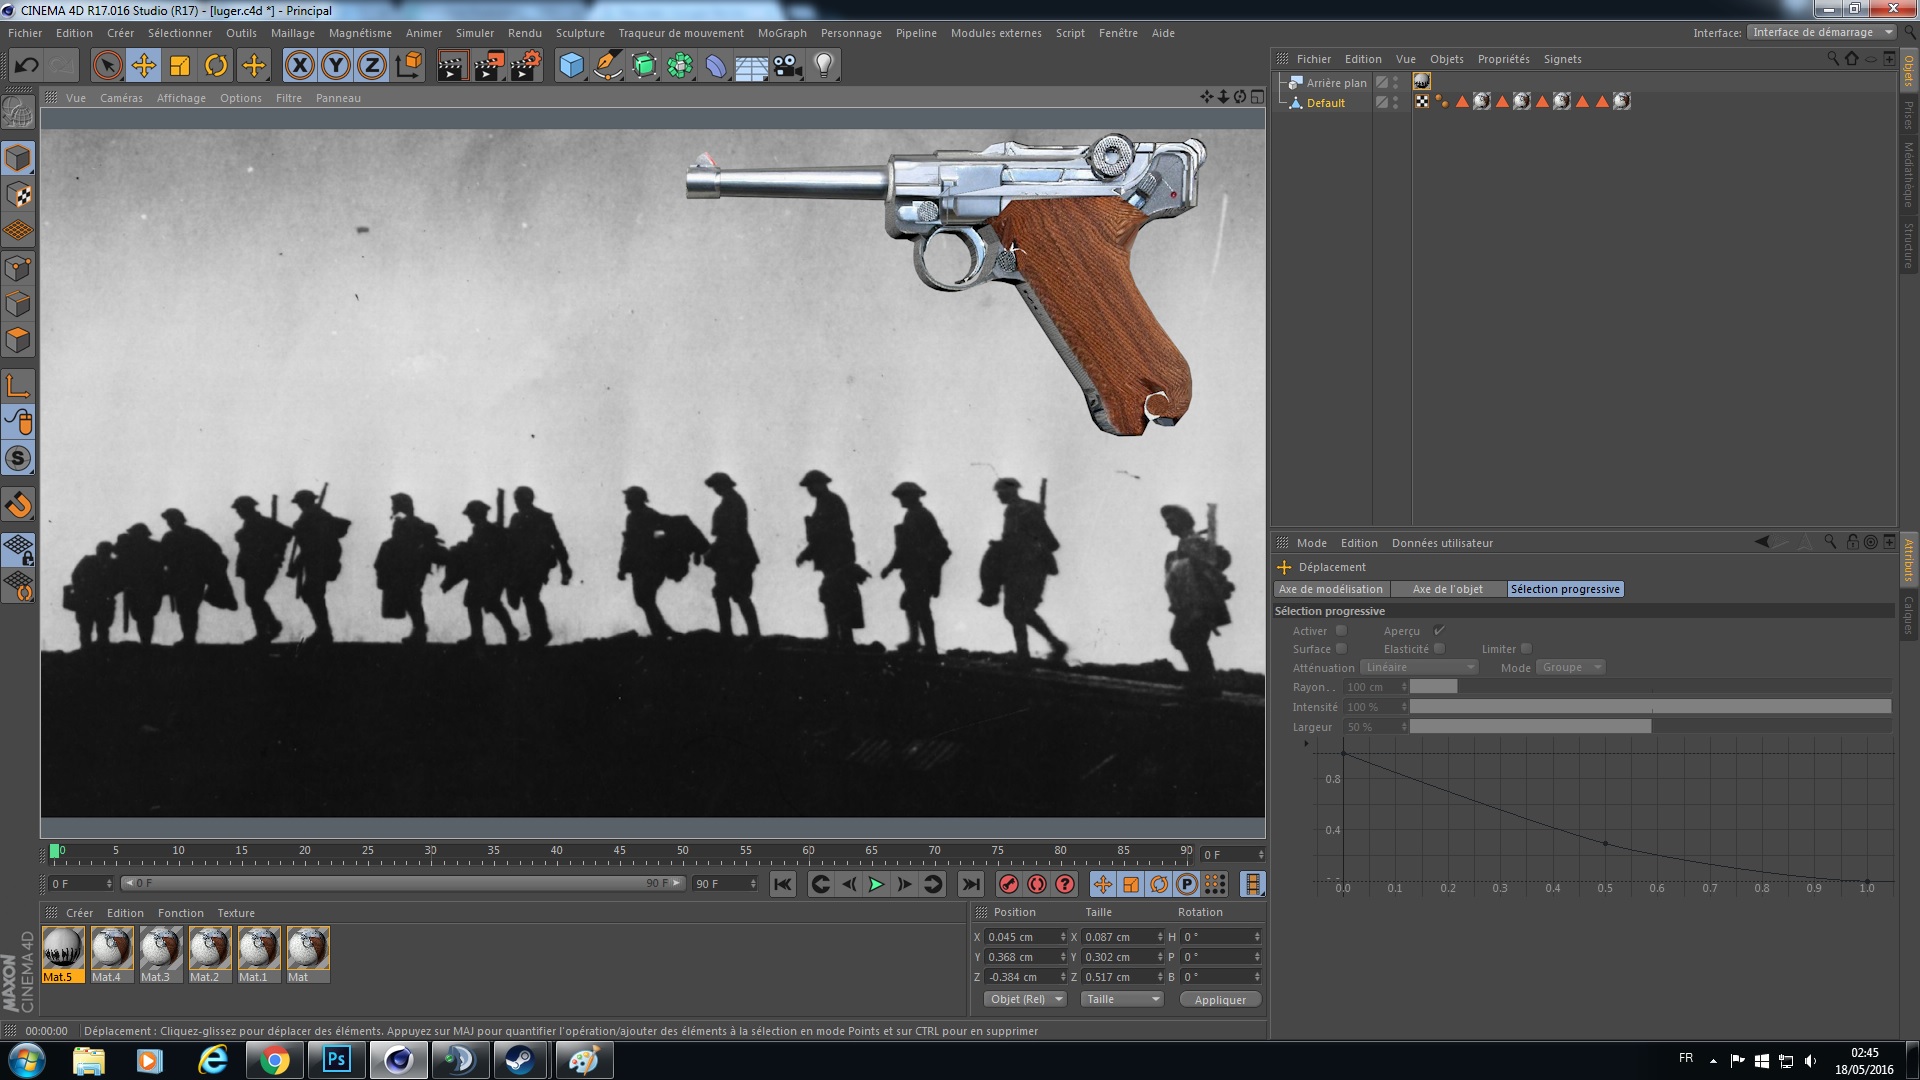 CINEMA 4D R17.016 Studio (R17) - [luger.c4d *] - Principal
Fichier Edition Créer Sélectionner Outils Maillage Magnétisme Animer Simuler Rendu Sculpture Traqueur de mouvement MoGraph Personnage Pipeline Modules externes Script Fenêtre Aide
Interface: Interface de démarrage
X Y Z
Vue Caméras Affichage Options Filtre Panneau
Fichier Edition Vue Objets Propriétés Signets
Arrière plan
Default
Objets
Prises
Médiathèque
Structure
Mode Edition Données utilisateur
Déplacement
Axe de modélisation Axe de l'objet Sélection progressive
Sélection progressive
Activer Aperçu
Surface Elasticité Limiter
Atténuation Linéaire Mode Groupe
Rayon.. 100 cm
Intensité 100 %
Largeur 50 %
0.8
0.4
0.0 0.1 0.2 0.3 0.4 0.5 0.6 0.7 0.8 0.9 1.0
Attributs
Calques
0 5 10 15 20 25 30 35 40 45 50 55 60 65 70 75 80 85 90
0 F
0 F 0 F 90 F 90 F
Créer Edition Fonction Texture
Mat.5 Mat.4 Mat.3 Mat.2 Mat.1 Mat
Position Taille Rotation
X 0.045 cm X 0.087 cm H 0 °
Y 0.368 cm Y 0.302 cm P 0 °
Z -0.384 cm Z 0.517 cm B 0 °
Objet (Rel) Taille Appliquer
MAXON
CINEMA 4D
00:00:00 Déplacement : Cliquez-glissez pour déplacer des éléments. Appuyez sur MAJ pour quantifier l'opération/ajouter des éléments à la sélection en mode Points et sur CTRL pour en supprimer
Ps
FR
02:45
18/05/2016